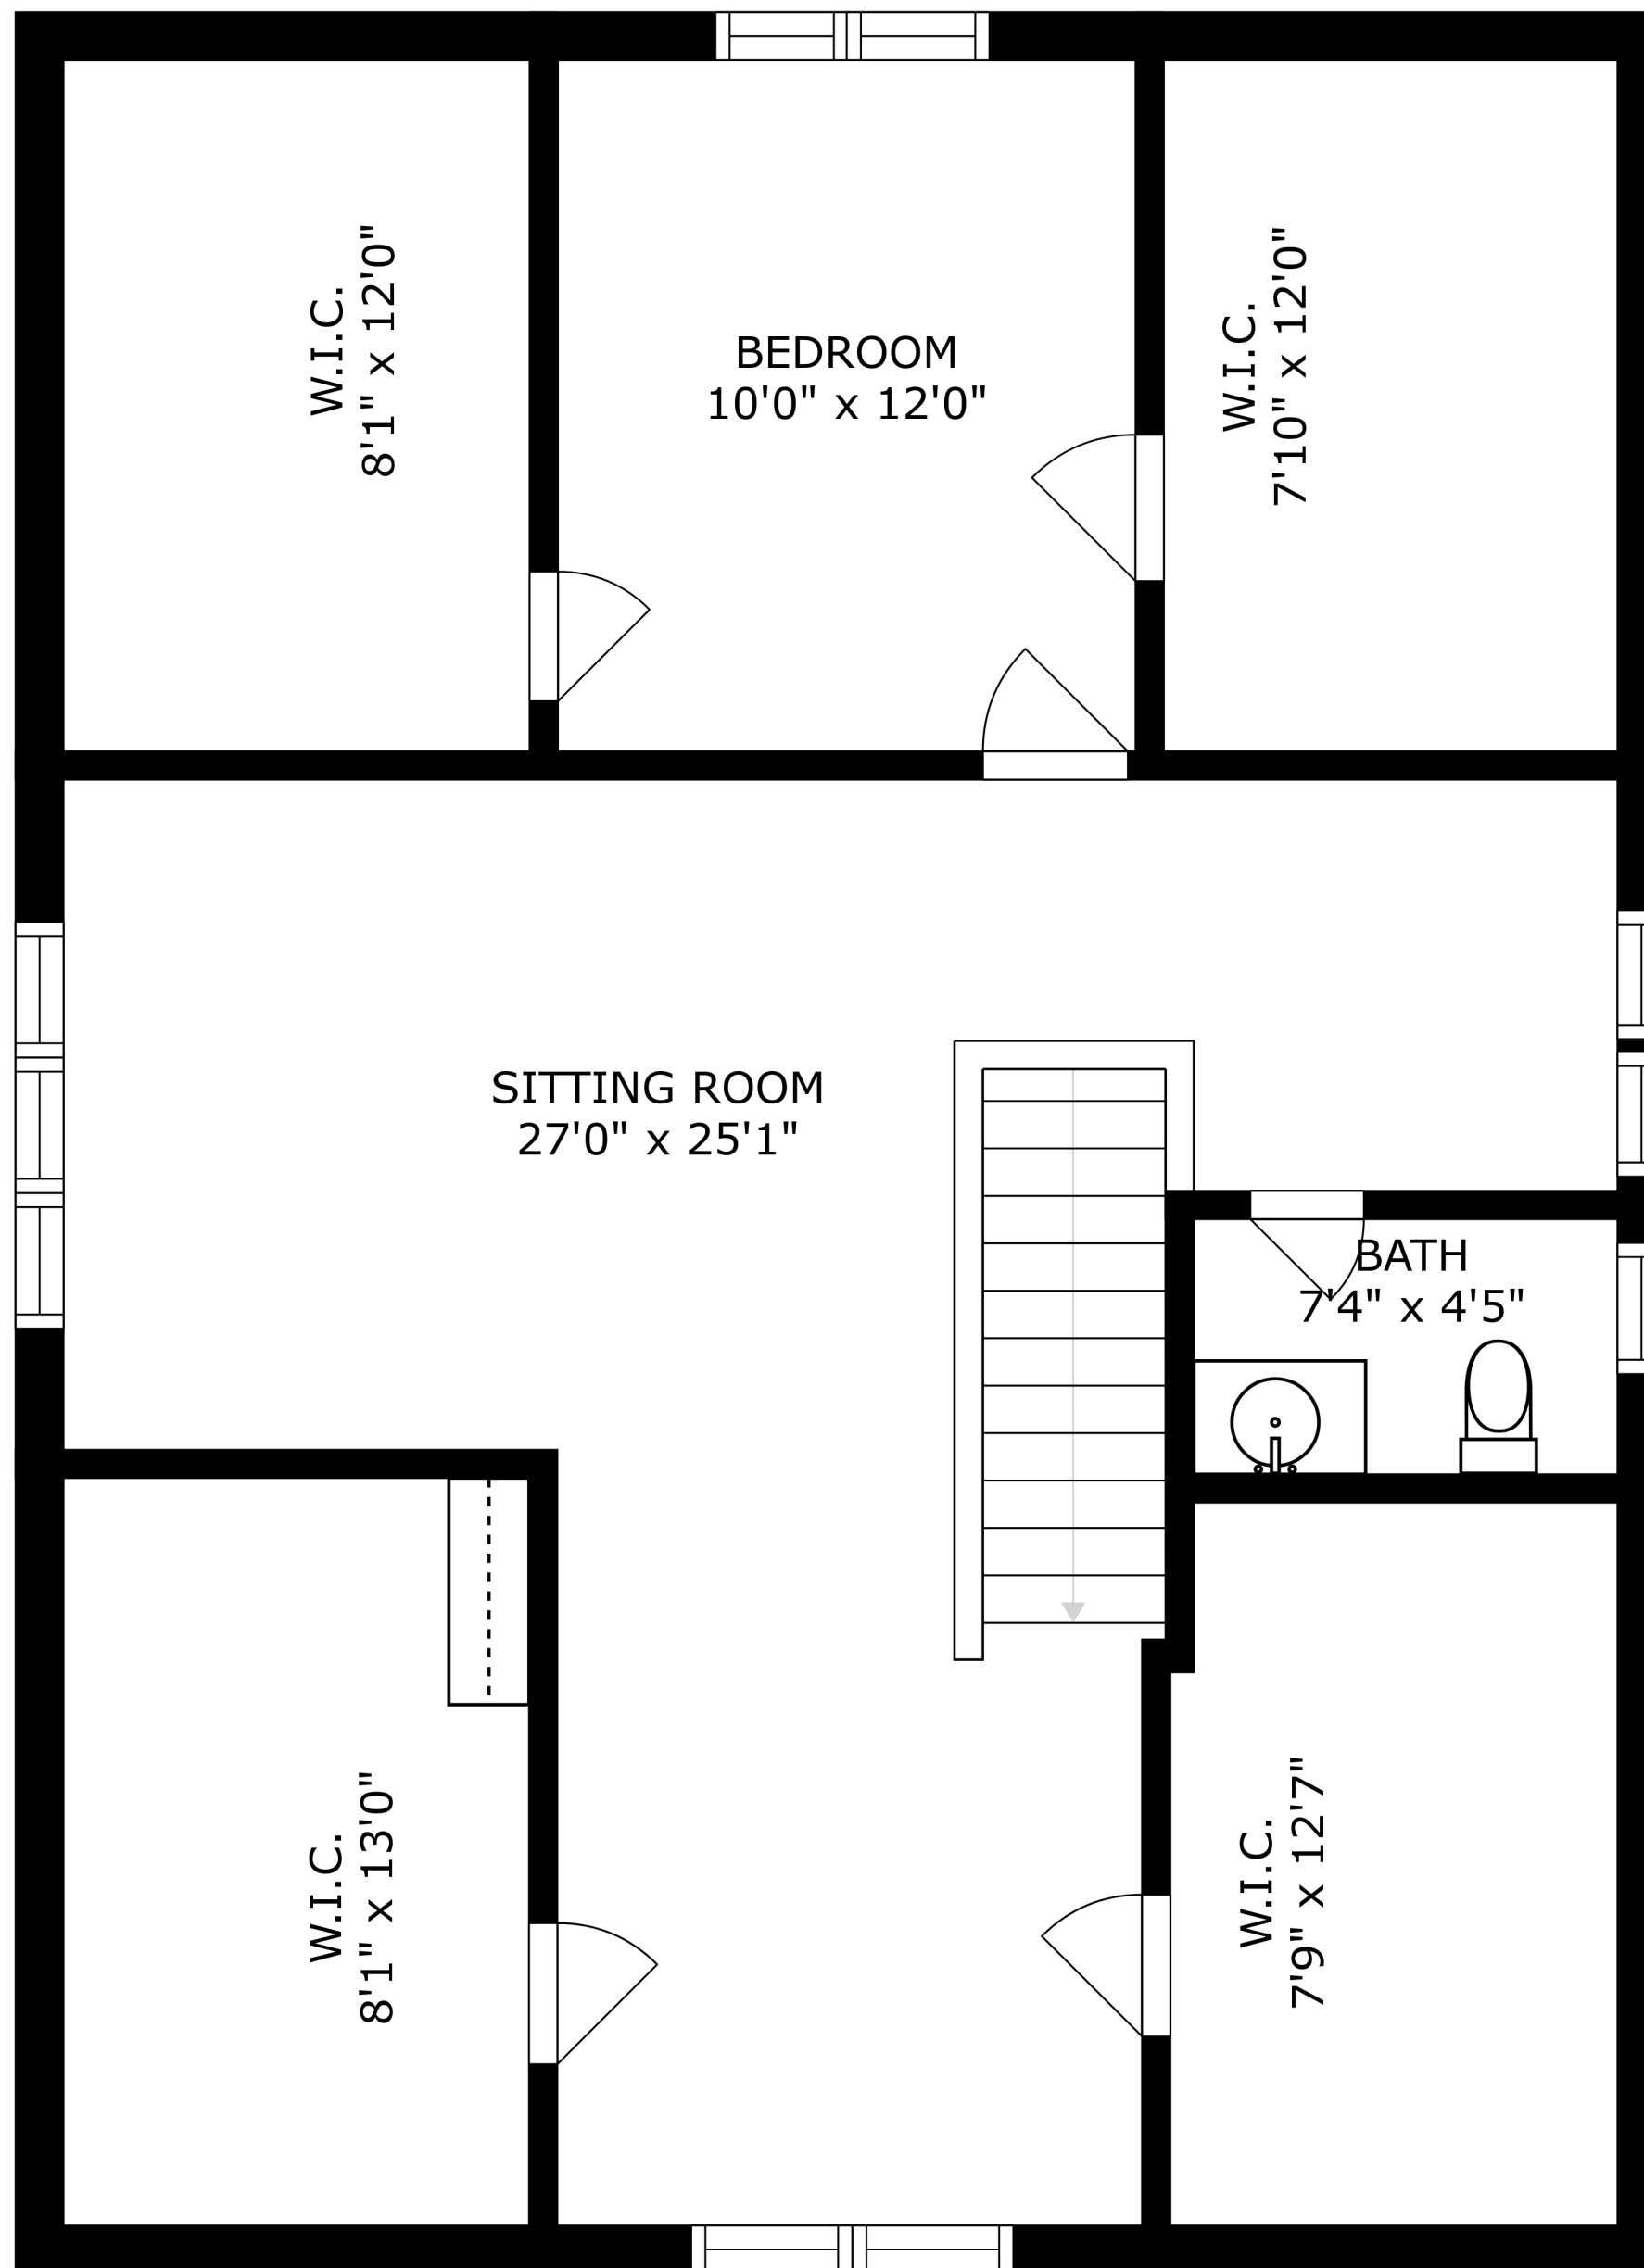 W.I.C.
8'1" x 12'0"
BEDROOM
10'0" x 12'0"
W.I.C.
7'10" x 12'0"
SITTING ROOM
27'0" x 25'1"
BATH
7'4" x 4'5"
W.I.C.
8'1" x 13'0"
W.I.C.
7'9" x 12'7"